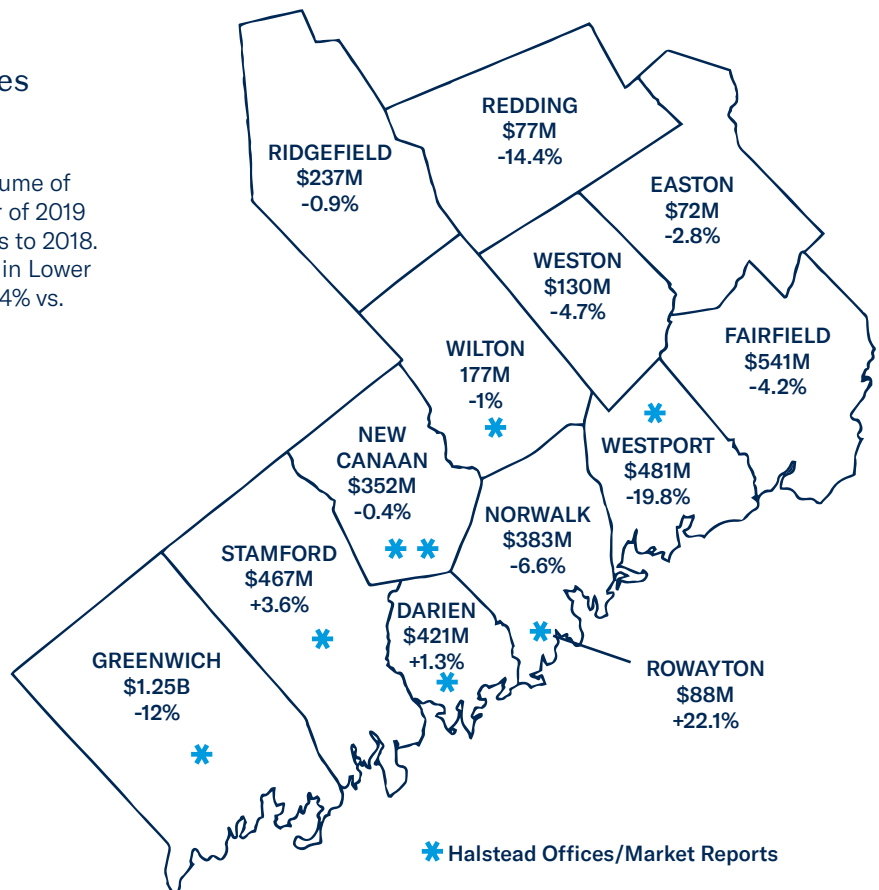 es
ume of
r of 2019
s to 2018.
in Lower
4% vs.
REDDING
$77M
-14.4%
RIDGEFIELD
$237M
-0.9%
EASTON
$72M
-2.8%
WESTON
$130M
-4.7%
FAIRFIELD
$541M
-4.2%
WILTON
177M
-1%
NEW
CANAAN
$352M
-0.4%
WESTPORT
$481M
-19.8%
NORWALK
$383M
-6.6%
STAMFORD
$467M
+3.6%
DARIEN
$421M
+1.3%
GREENWICH
$1.25B
-12%
ROWAYTON
$88M
+22.1%
Halstead Offices/Market Reports